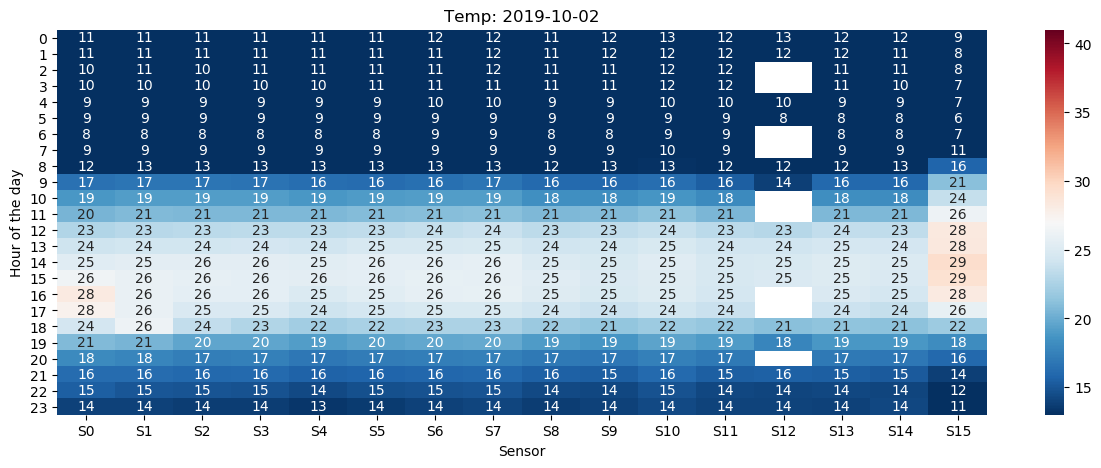 Temp: 2019-10-02
0 11 11 11 11 11 11 12 12 11 12 13 12 13 12 12 9
1 11 11 11 11 11 11 11 12 11 12 12 12 12 12 11 8
2 10 11 10 11 11 11 11 12 11 11 12 12 11 11 8
3 10 10 10 10 10 11 11 11 11 11 12 12 11 10 7
4 9 9 9 9 9 9 10 10 9 9 10 10 10 9 9 7
5 9 9 9 9 9 9 9 9 9 9 9 9 8 8 8 6
6 8 8 8 8 8 8 9 9 8 8 9 9 8 8 7
7 9 9 9 9 9 9 9 9 9 9 10 9 9 9 11
8 12 13 13 13 13 13 13 13 12 13 13 12 12 12 13 16
9 17 17 17 17 16 16 16 17 16 16 16 16 14 16 16 21
10 19 19 19 19 19 19 19 19 18 18 19 18 18 18 24
11 20 21 21 21 21 21 21 21 21 21 21 21 21 21 26
12 23 23 23 23 23 23 24 24 23 23 24 23 23 24 23 28
13 24 24 24 24 24 25 25 25 24 24 25 24 24 25 24 28
14 25 25 26 26 26 26 26 26 25 25 25 25 25 25 25 29
15 26 26 26 26 26 26 26 26 25 25 25 25 25 25 25 29
16 28 26 26 26 25 25 26 26 25 25 25 25 25 25 28
17 28 26 25 25 24 25 25 25 24 24 24 24 24 24 26
18 24 26 24 23 22 22 23 23 22 21 22 22 21 21 21 22
19 21 21 20 20 19 20 20 20 19 19 19 19 18 19 19 18
20 18 18 17 17 17 17 17 17 17 17 17 17 17 17 16
21 16 16 16 16 16 16 16 16 16 15 16 15 16 15 15 14
22 15 15 15 15 14 15 15 15 14 14 15 14 14 14 14 12
23 14 14 14 14 13 14 14 14 14 14 14 14 14 14 14 11
S0 S1 S2 S3 S4 S5 S6 S7 S8 S9 S10 S11 S12 S13 S14 S15
Sensor
Hour of the day
40
35
30
25
20
15